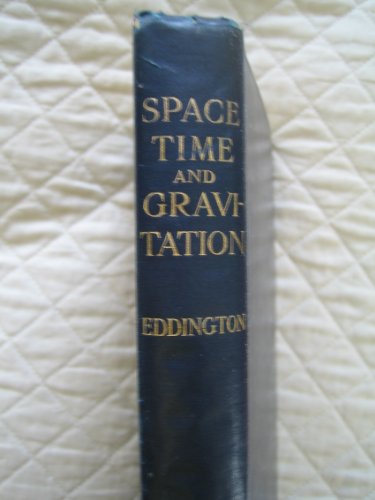 SPACE
TIME
AND
GRAVI-
TATION
EDDINGTON